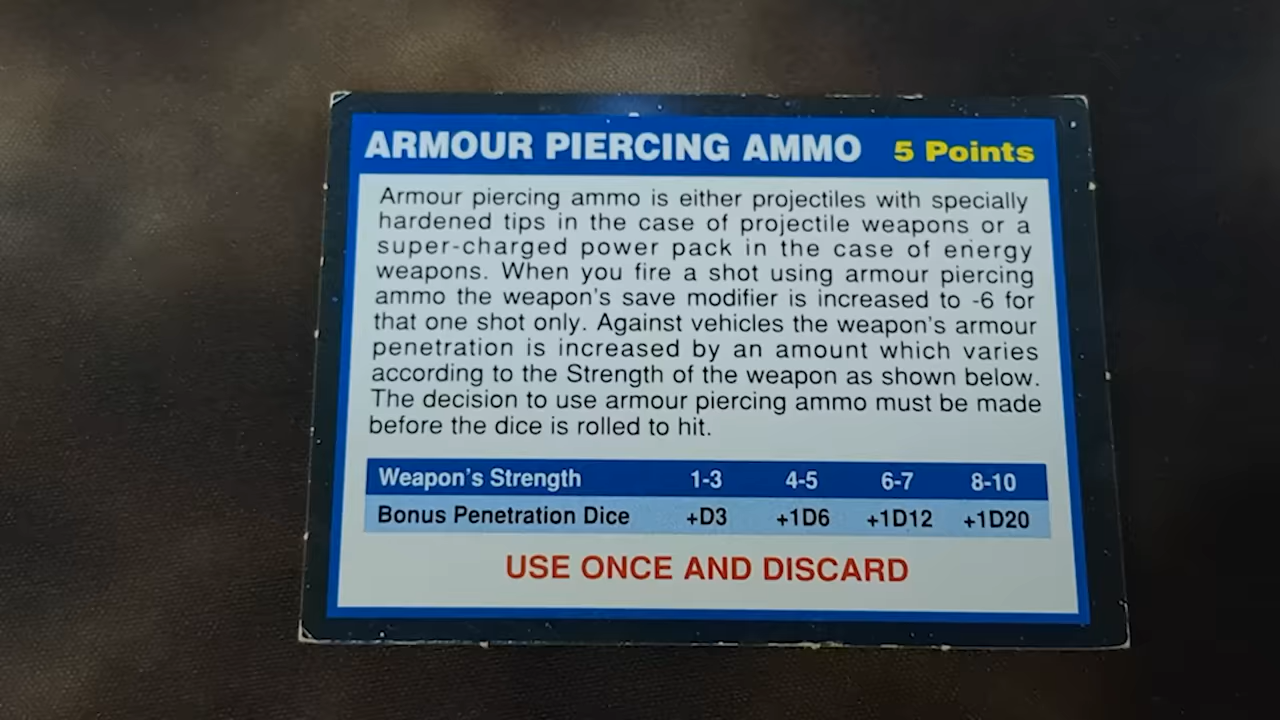 ARMOUR PIERCING AMMO 5 Points
Armour piercing ammo is either projectiles with specially
hardened tips in the case of projectile weapons or a
super-charged power pack in the case of energy
weapons. When you fire a shot using armour piercing
ammo the weapon's save modifier is increased to -6 for
that one shot only. Against vehicles the weapon's armour
penetration is increased by an amount which varies
according to the Strength of the weapon as shown below.
The decision to use armour piercing ammo must be made
before the dice is rolled to hit.
Weapon's Strength 1-3 4-5 6-7 8-10
Bonus Penetration Dice +D3 +1D6 +1D12 +1D20
USE ONCE AND DISCARD